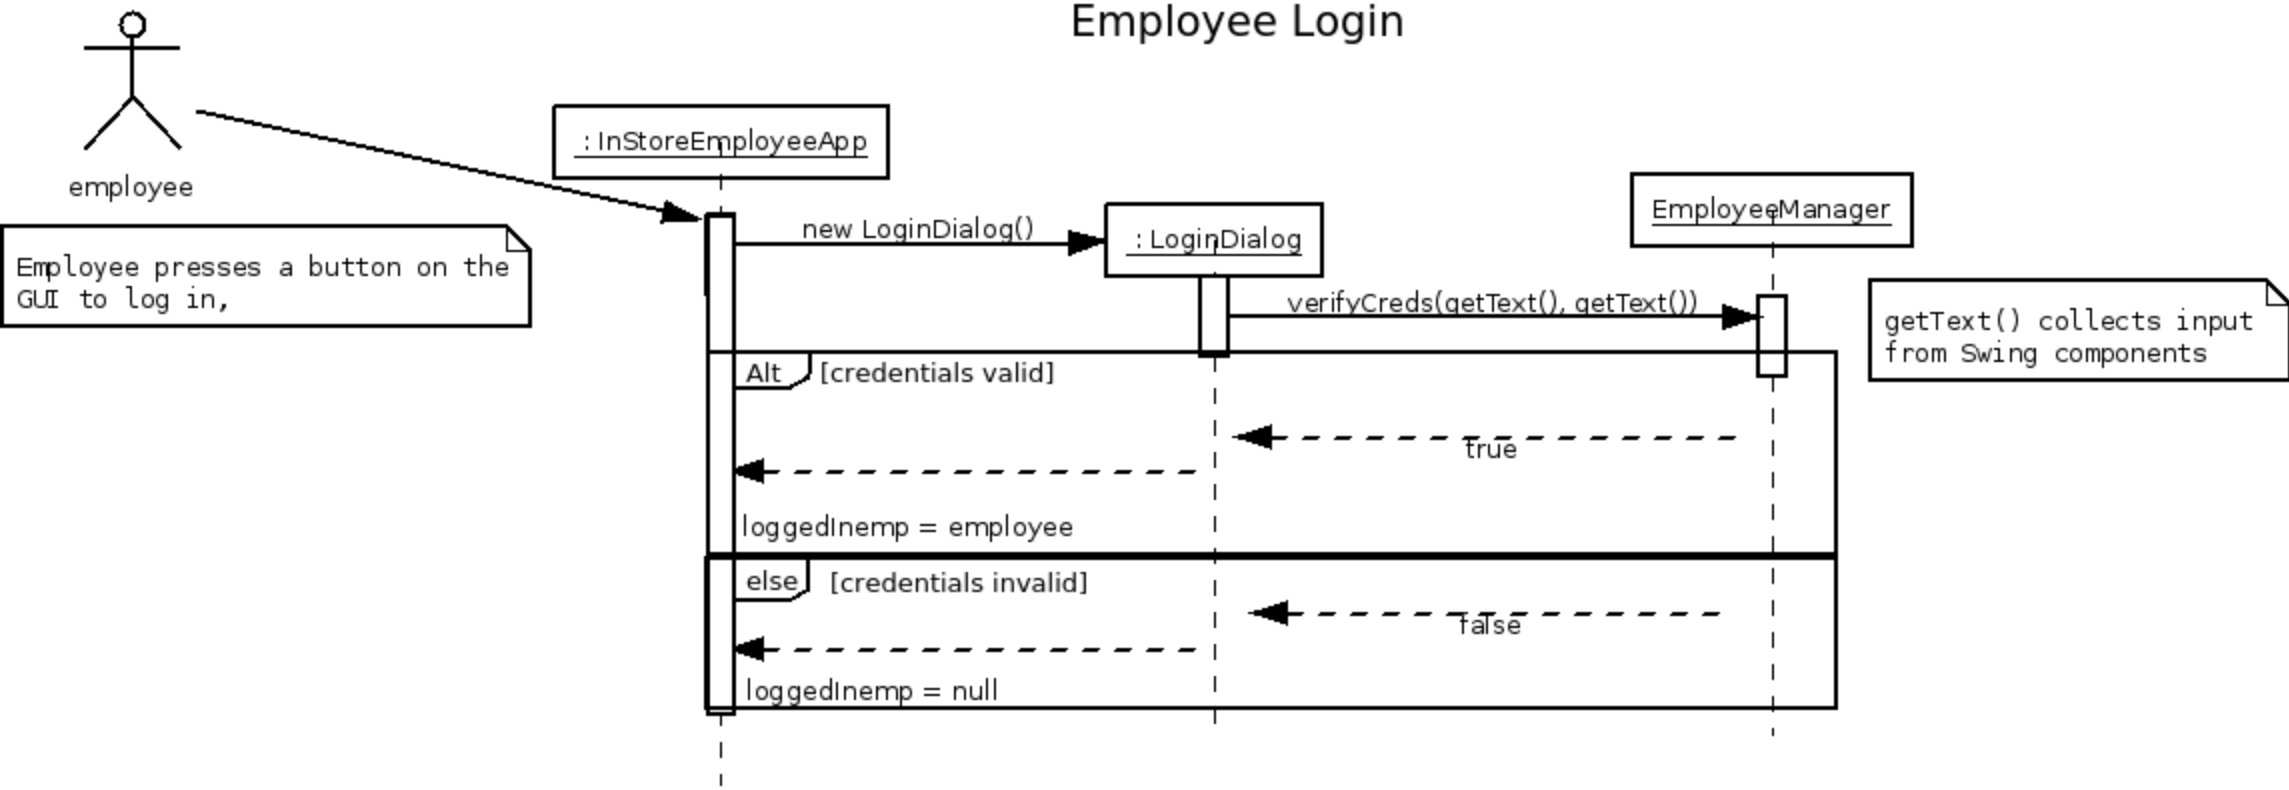 Employee Login
employee
: InStoreEmployeeApp
EmployeeManager
new LoginDialog()
: LoginDialog
Employee presses a button on the
GUI to log in,
verifyCreds(getText(), getText())
getText() collects input
from Swing components
Alt [credentials valid]
true
loggedInemp = employee
else [credentials invalid]
false
loggedInemp = null